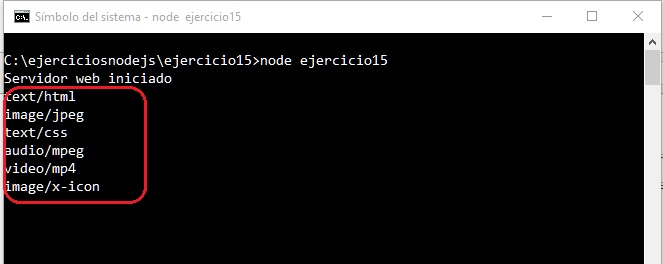 Símbolo del sistema - node ejercicio15
C:\ejerciciosnodejs\ejercicio15>node ejercicio15
Servidor web iniciado
text/html
image/jpeg
text/css
audio/mpeg
video/mp4
image/x-icon